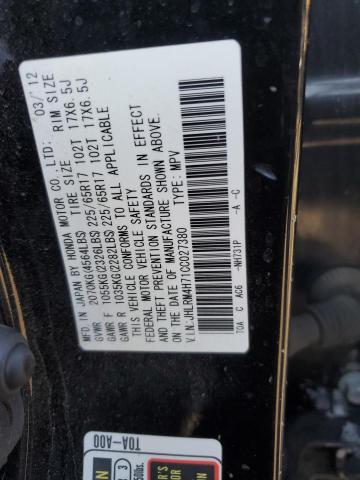 MFD. IN JAPAN BY HONDA MOTOR CO., LTD. 03/'12
TIRE SIZE RIM SIZE
GVWR 2070KG(4564LBS)
GAWR F 1055KG(2326LBS) 225/65R17 102T 17X6.5J
GAWR R 1035KG(2282LBS) 225/65R17 102T 17X6.5J
THIS VEHICLE CONFORMS TO ALL APPLICABLE
FEDERAL MOTOR VEHICLE SAFETY, BUMPER, AND
THEFT PREVENTION STANDARDS IN EFFECT
ON THE DATE OF MANUFACTURE SHOWN ABOVE.
V.I.N:JHLRM4H71CC027380 TYPE: MPV
T0A C AC6 -NH731P -A -C
T0A-A00